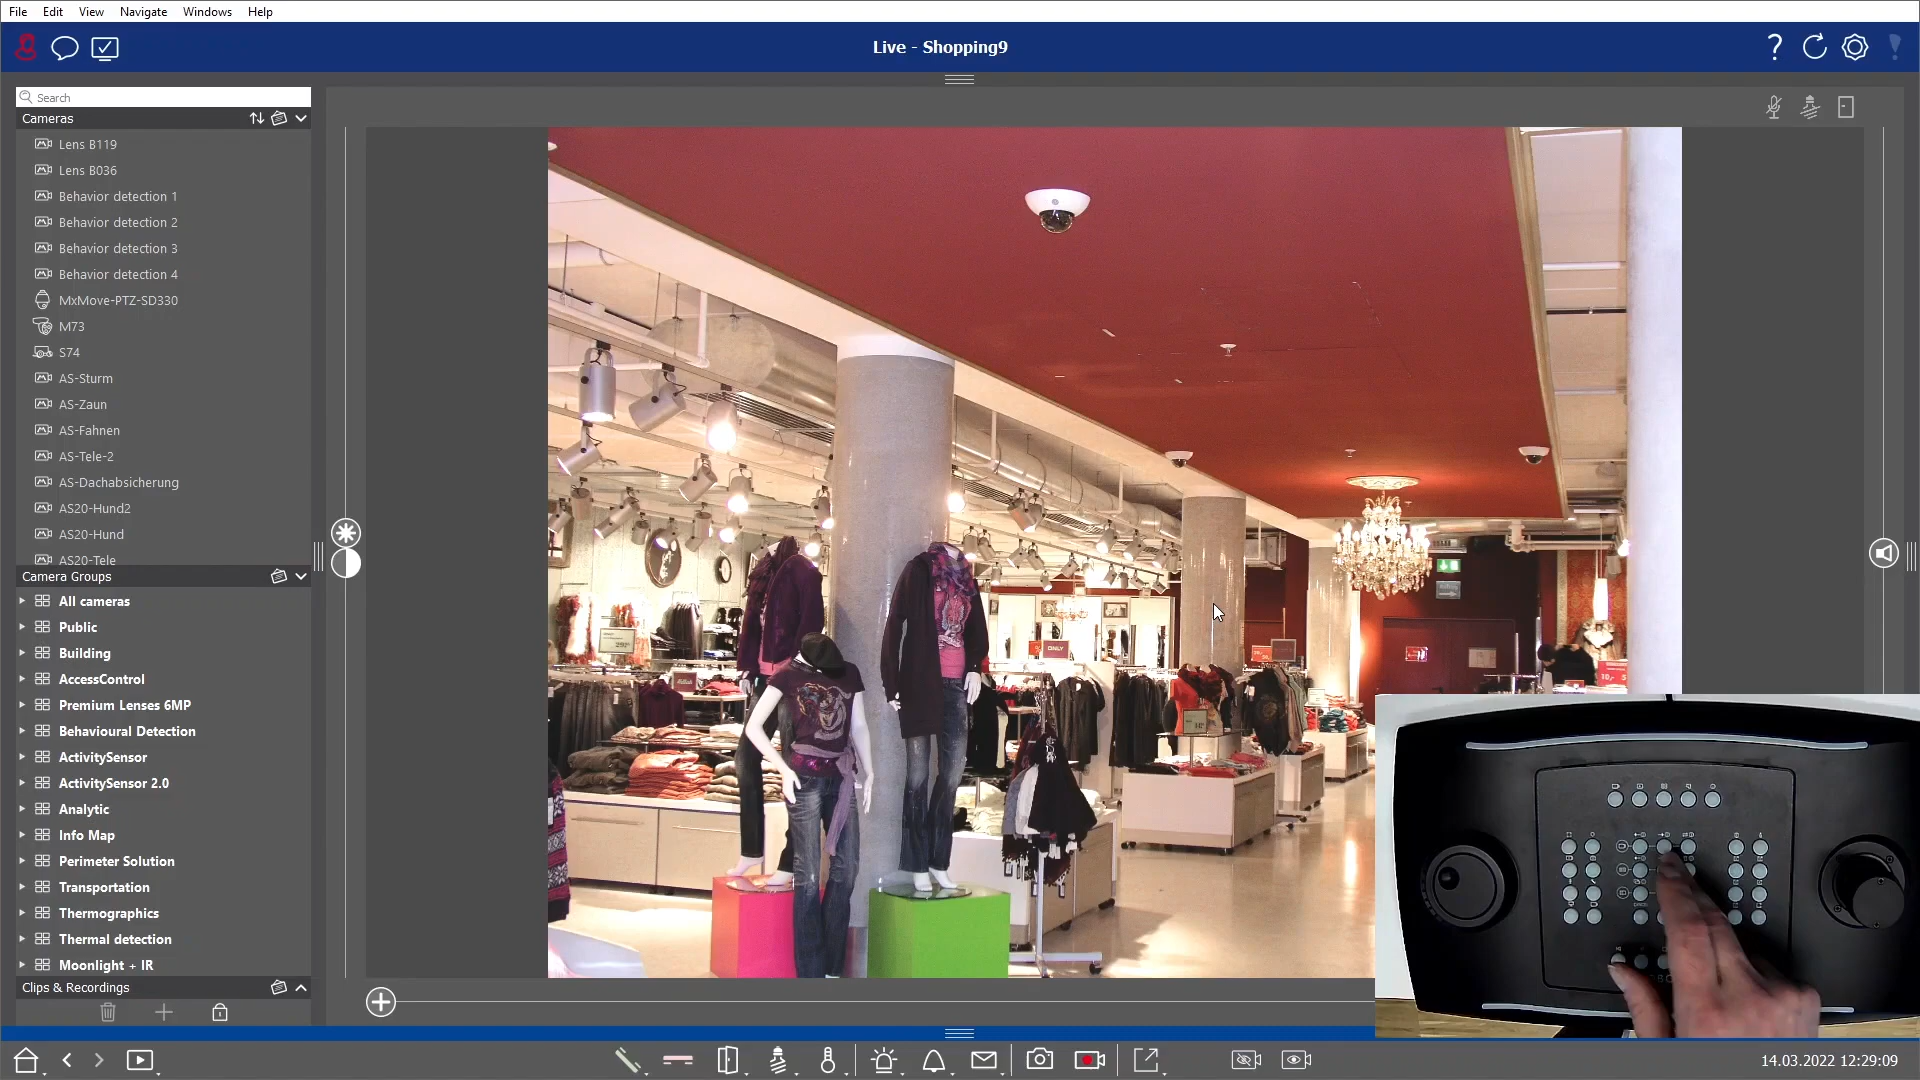 File Edit View Navigate Windows Help
Live - Shopping9
Search
Cameras
Lens B119
Lens B036
Behavior detection 1
Behavior detection 2
Behavior detection 3
Behavior detection 4
MxMove-PTZ-SD330
M73
S74
AS-Sturm
AS-Zaun
AS-Fahnen
AS-Tele-2
AS-Dachabsicherung
AS20-Hund2
AS20-Hund
AS20-Tele
Camera Groups
All cameras
Public
Building
AccessControl
Premium Lenses 6MP
Behavioural Detection
ActivitySensor
ActivitySensor 2.0
Analytic
Info Map
Perimeter Solution
Transportation
Thermographics
Thermal detection
Moonlight + IR
Clips & Recordings
ONLY
14.03.2022 12:29:09